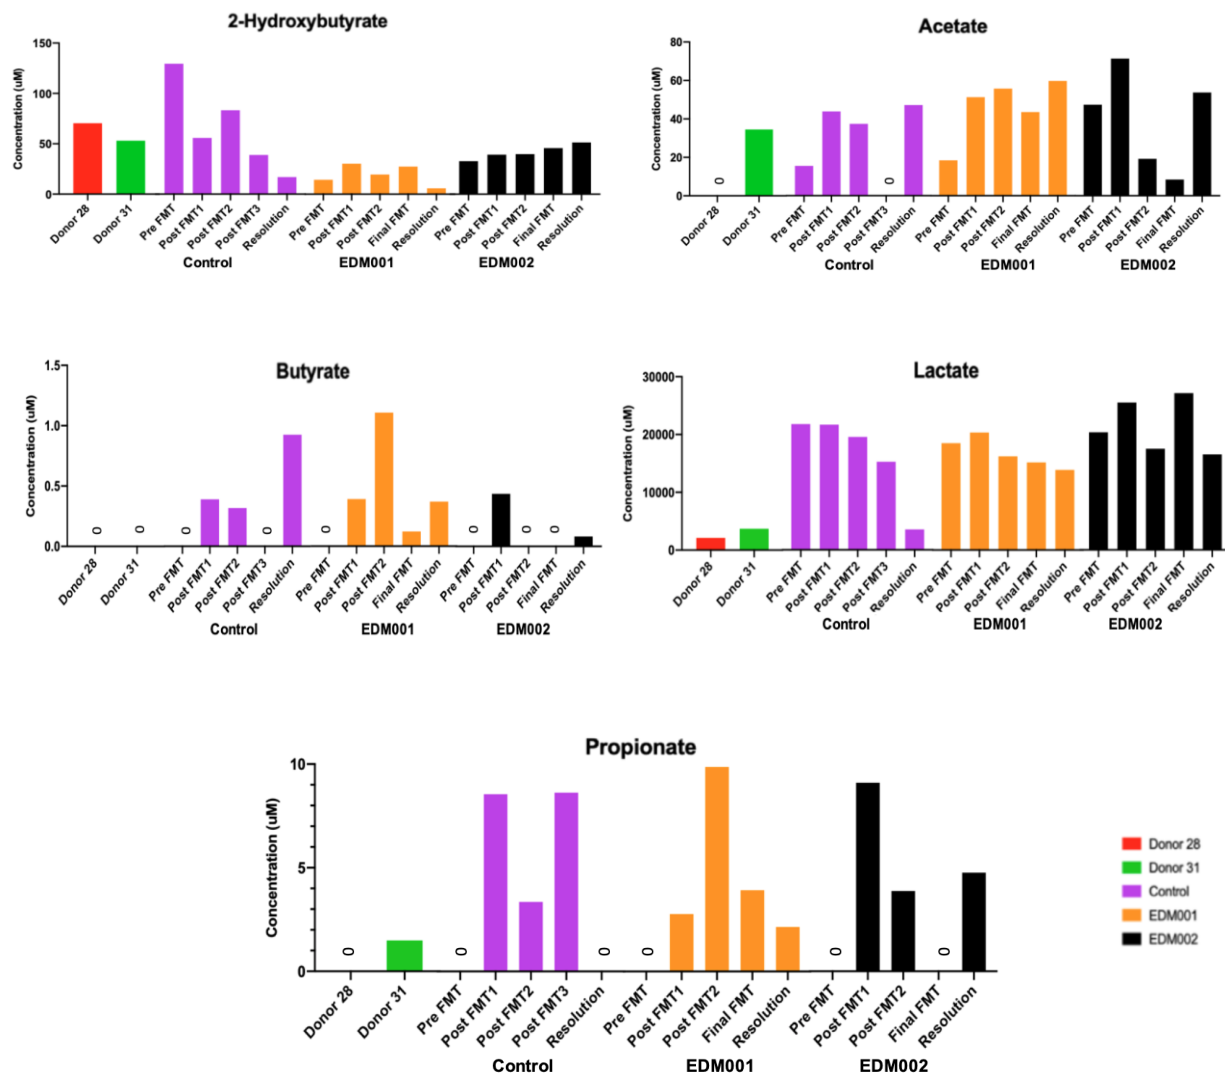 2-Hydroxybutyrate
Concentration (uM)
150
100
50
0
Donor 28
Donor 31
Pre FMT
Post FMT1
Post FMT2
Post FMT3
Resolution
Pre FMT
Post FMT1
Post FMT2
Final FMT
Resolution
Pre FMT
Post FMT1
Post FMT2
Final FMT
Resolution
Control
EDM001
EDM002
Acetate
Concentration (uM)
80
60
40
20
0
0
0
Donor 28
Donor 31
Pre FMT
Post FMT1
Post FMT2
Post FMT3
Resolution
Pre FMT
Post FMT1
Post FMT2
Final FMT
Resolution
Pre FMT
Post FMT1
Post FMT2
Final FMT
Resolution
Control
EDM001
EDM002
Butyrate
Concentration (uM)
1.5
1.0
0.5
0.0
0
0
0
0
0
0
0
0
Donor 28
Donor 31
Pre FMT
Post FMT1
Post FMT2
Post FMT3
Resolution
Pre FMT
Post FMT1
Post FMT2
Final FMT
Resolution
Pre FMT
Post FMT1
Post FMT2
Final FMT
Resolution
Control
EDM001
EDM002
Lactate
Concentration (uM)
30000
20000
10000
0
Donor 28
Donor 31
Pre FMT
Post FMT1
Post FMT2
Post FMT3
Resolution
Pre FMT
Post FMT1
Post FMT2
Final FMT
Resolution
Pre FMT
Post FMT1
Post FMT2
Final FMT
Resolution
Control
EDM001
EDM002
Propionate
Concentration (uM)
10
5
0
0
0
0
0
0
0
Donor 28
Donor 31
Pre FMT
Post FMT1
Post FMT2
Post FMT3
Resolution
Pre FMT
Post FMT1
Post FMT2
Final FMT
Resolution
Pre FMT
Post FMT1
Post FMT2
Final FMT
Resolution
Control
EDM001
EDM002
Donor 28
Donor 31
Control
EDM001
EDM002